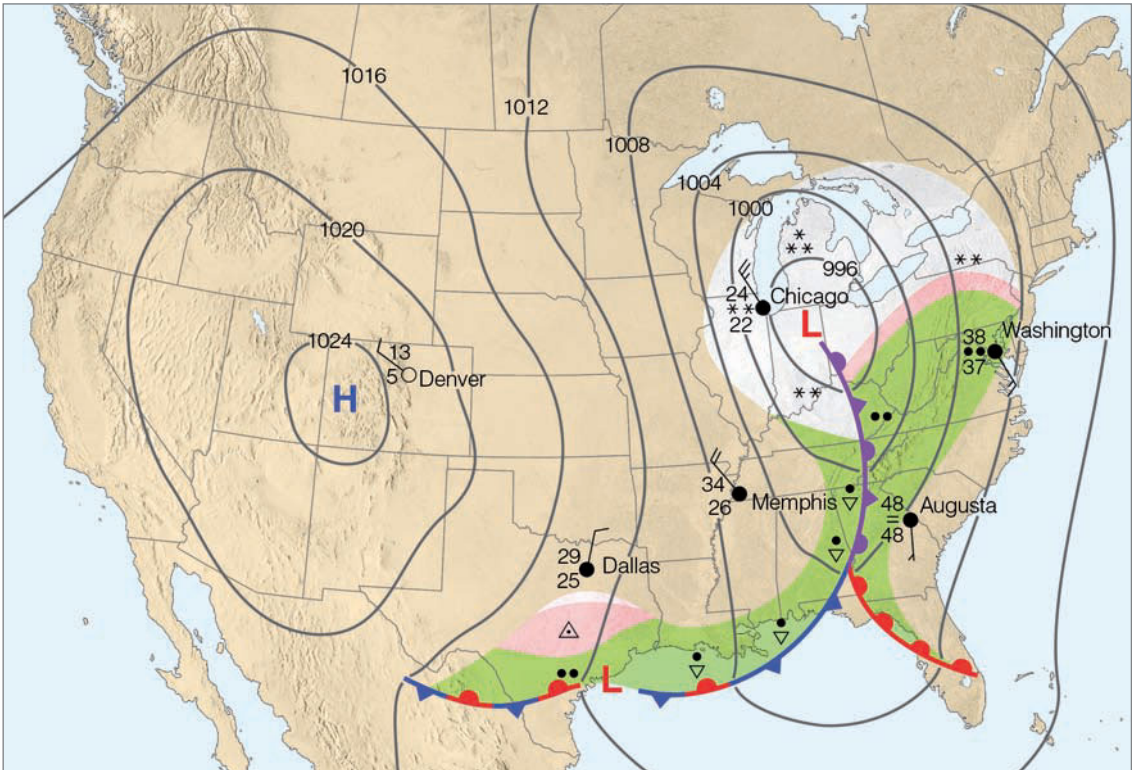 1016
1012
1008
1004
1020
1000
996
24
Chicago
22
L
38
Washington
37
1024
13
5
Denver
H
34
Memphis
26
48
Augusta
=
48
29
Dallas
25
L